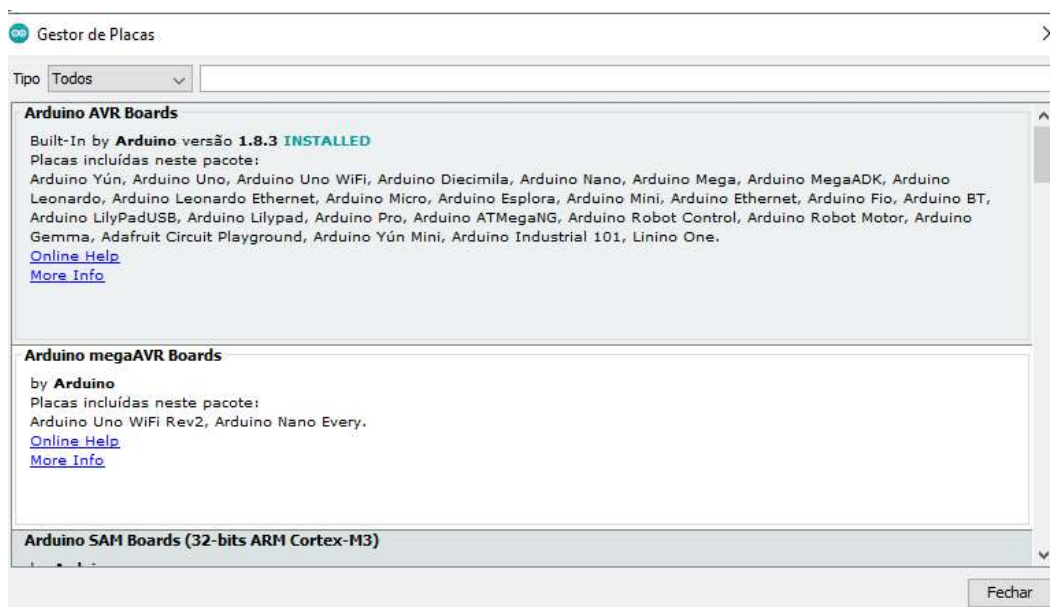 Gestor de Placas
Tipo Todos
Arduino AVR Boards
Built-In by Arduino versão 1.8.3 INSTALLED
Placas incluídas neste pacote:
Arduino Yún, Arduino Uno, Arduino Uno WiFi, Arduino Diecimila, Arduino Nano, Arduino Mega, Arduino MegaADK, Arduino
Leonardo, Arduino Leonardo Ethernet, Arduino Micro, Arduino Esplora, Arduino Mini, Arduino Ethernet, Arduino Fio, Arduino BT,
Arduino LilyPadUSB, Arduino Lilypad, Arduino Pro, Arduino ATMegaNG, Arduino Robot Control, Arduino Robot Motor, Arduino
Gemma, Adafruit Circuit Playground, Arduino Yún Mini, Arduino Industrial 101, Linino One.
Online Help
More Info
Arduino megaAVR Boards
by Arduino
Placas incluídas neste pacote:
Arduino Uno WiFi Rev2, Arduino Nano Every.
Online Help
More Info
Arduino SAM Boards (32-bits ARM Cortex-M3)
Fechar